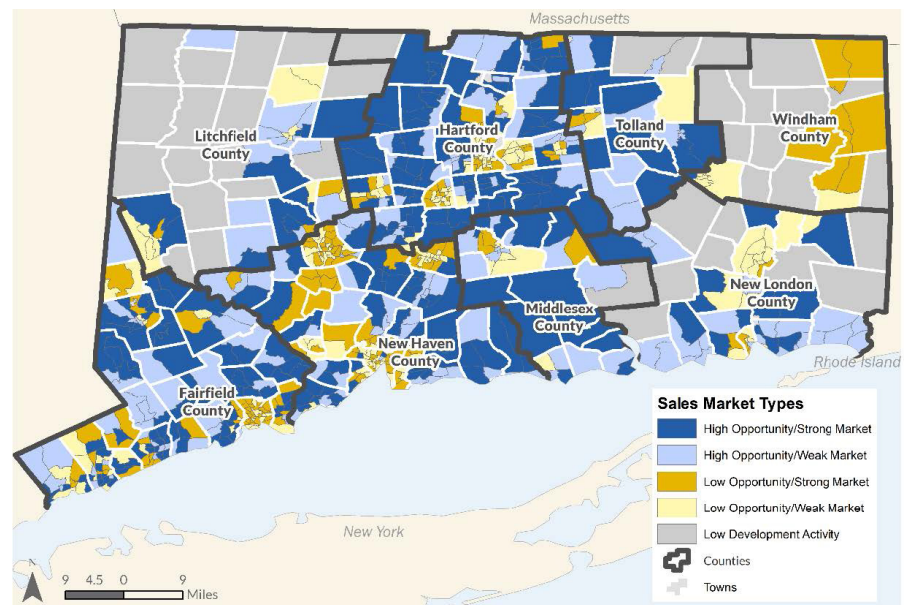 Massachusetts
Litchfield
County
Hartford
County
Tolland
County
Windham
County
New London
County
Middlesex
County
New Haven
County
Fairfield
County
Rhode Island
New York
Sales Market Types
High Opportunity/Strong Market
High Opportunity/Weak Market
Low Opportunity/Strong Market
Low Opportunity/Weak Market
Low Development Activity
Counties
Towns
N
9 4.5 0 9
Miles